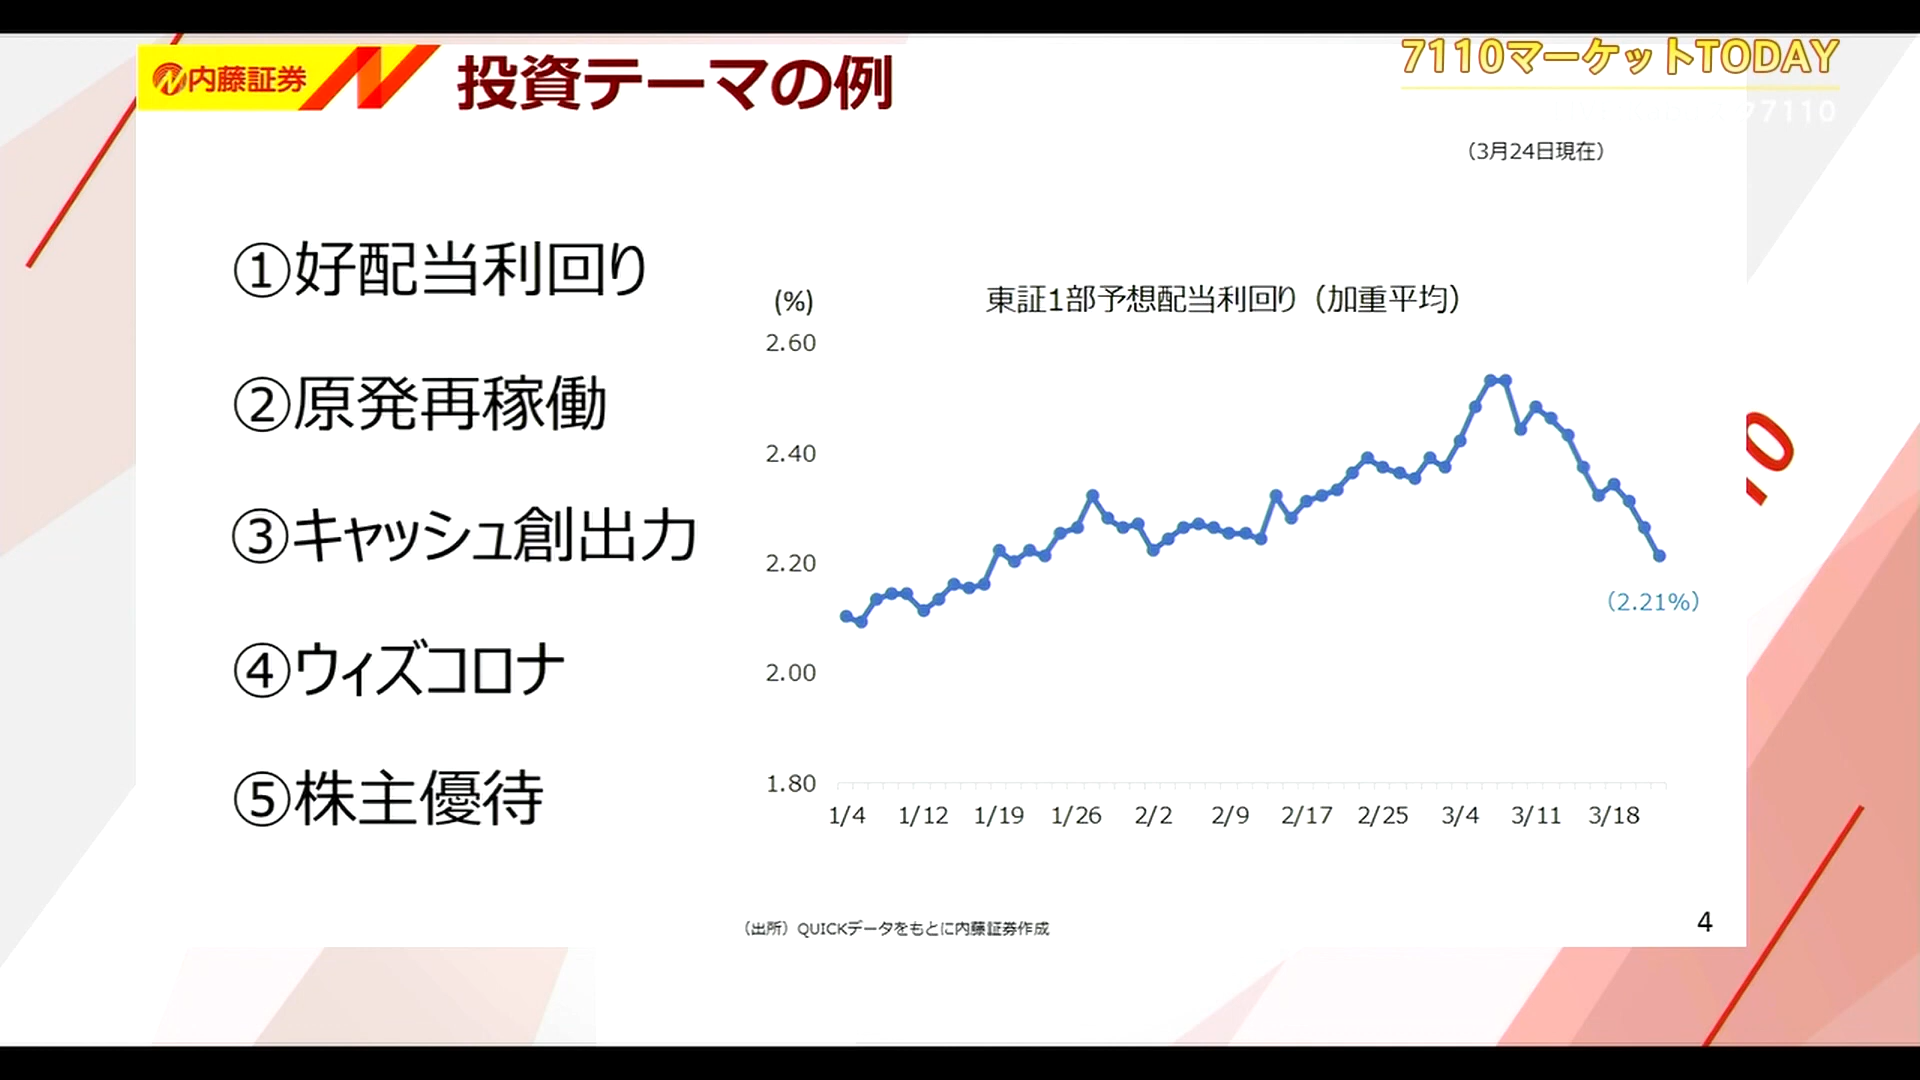 内藤証券
投資テーマの例
7110マーケットTODAY
7110
（3月24日現在）
①好配当利回り
②原発再稼働
③キャッシュ創出力
④ウィズコロナ
⑤株主優待
(%)
東証1部予想配当利回り（加重平均）
2.60
2.40
2.20
2.00
1.80
（2.21%）
1/4 1/12 1/19 1/26 2/2 2/9 2/17 2/25 3/4 3/11 3/18
10
（出所）QUICKデータをもとに内藤証券作成
4